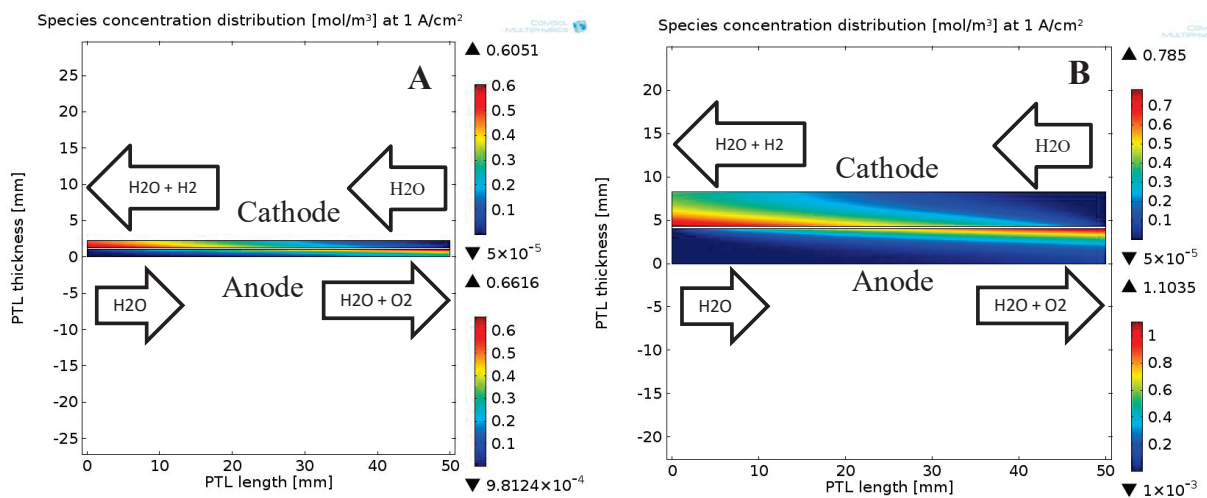 Species concentration distribution [mol/m³] at 1 A/cm²
COMSOL
MULTIPHYSICS
A
▲ 0.6051
0.6
0.5
0.4
0.3
0.2
0.1
▼ 5×10⁻⁵
▲ 0.6616
0.6
0.5
0.4
0.3
0.2
0.1
▼ 9.8124×10⁻⁴
PTL thickness [mm]
25
20
15
10
5
0
-5
-10
-15
-20
-25
H2O + H2
H2O
Cathode
Anode
H2O
H2O + O2
0 10 20 30 40 50
PTL length [mm]
Species concentration distribution [mol/m³] at 1 A/cm²
COMSOL
MULTIPHYSICS
B
▲ 0.785
0.7
0.6
0.5
0.4
0.3
0.2
0.1
▼ 5×10⁻⁵
▲ 1.1035
1
0.8
0.6
0.4
0.2
▼ 1×10⁻³
PTL thickness [mm]
20
15
10
5
0
-5
-10
-15
-20
H2O + H2
H2O
Cathode
Anode
H2O
H2O + O2
0 10 20 30 40 50
PTL length [mm]